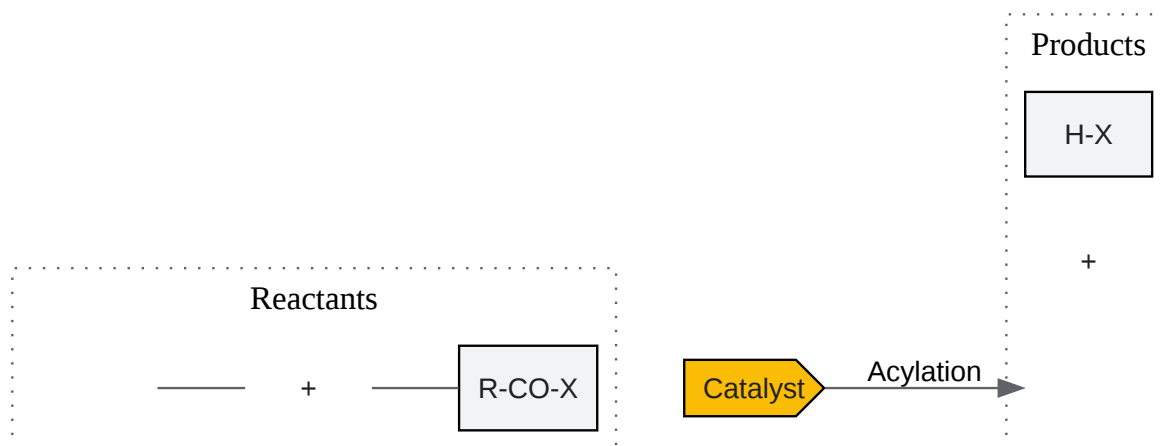 Products
H-X
+
Reactants
+
R-CO-X
Catalyst
Acylation